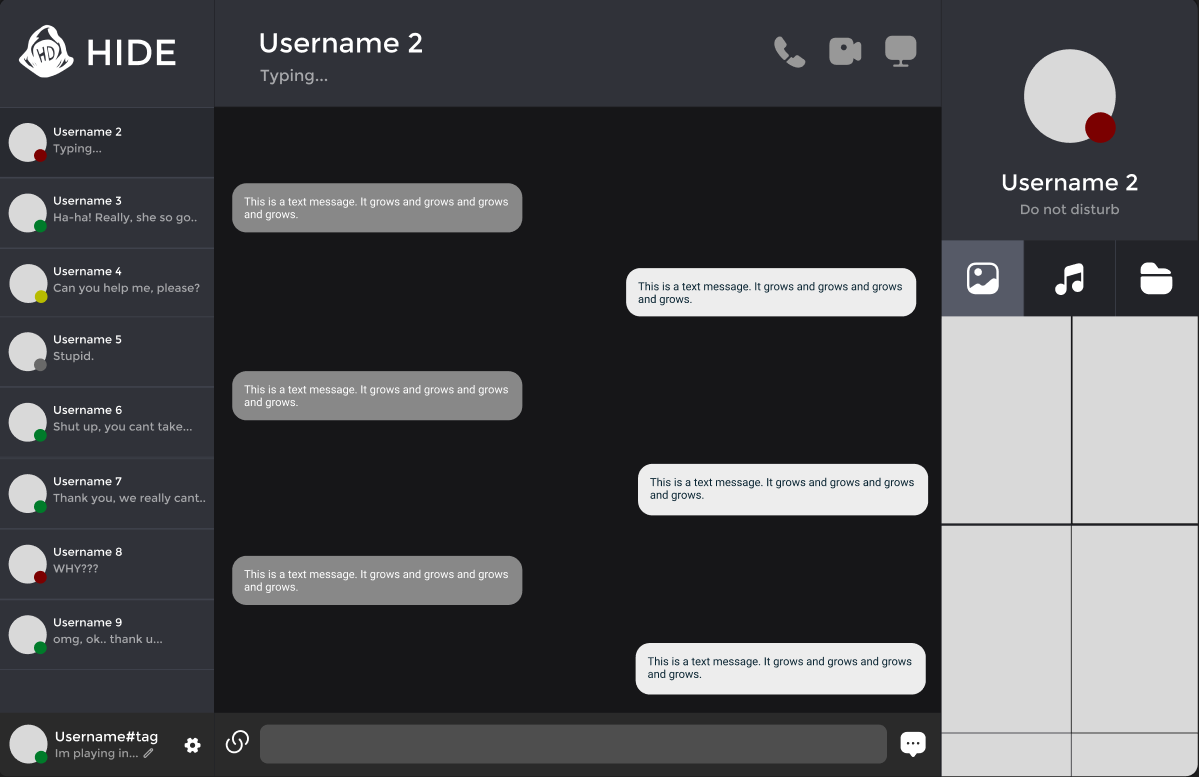 HD HIDE
Username 2
Typing...
Username 3
Ha-ha! Really, she so go..
Username 4
Can you help me, please?
Username 5
Stupid.
Username 6
Shut up, you cant take...
Username 7
Thank you, we really cant..
Username 8
WHY???
Username 9
omg, ok.. thank u...
Username#tag
Im playing in...
Username 2
Typing...
This is a text message. It grows and grows and grows
and grows.
This is a text message. It grows and grows and grows
and grows.
This is a text message. It grows and grows and grows
and grows.
This is a text message. It grows and grows and grows
and grows.
This is a text message. It grows and grows and grows
and grows.
This is a text message. It grows and grows and grows
and grows.
Username 2
Do not disturb